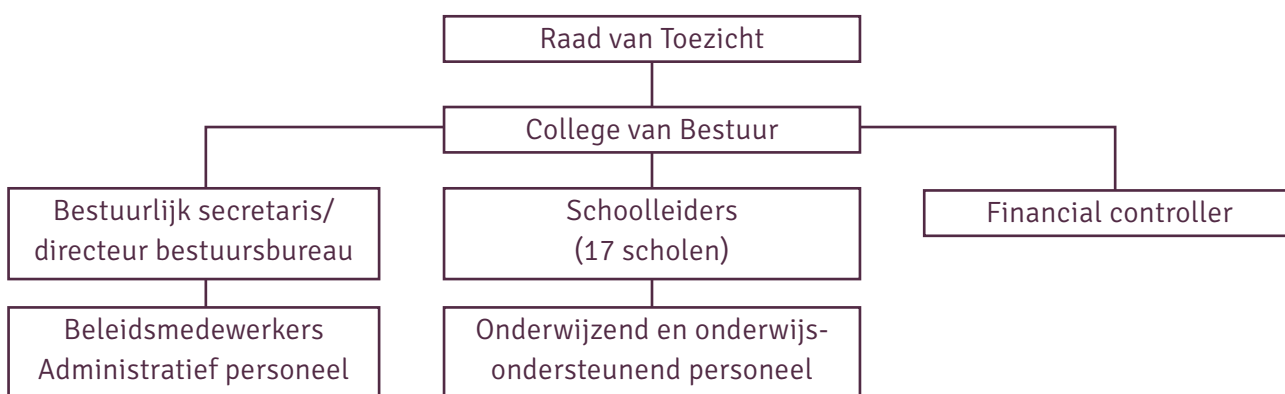 Raad van Toezicht
College van Bestuur
Bestuurlijk secretaris/
directeur bestuursbureau
Schoolleiders
(17 scholen)
Financial controller
Beleidsmedewerkers
Administratief personeel
Onderwijzend en onderwijs-
ondersteunend personeel